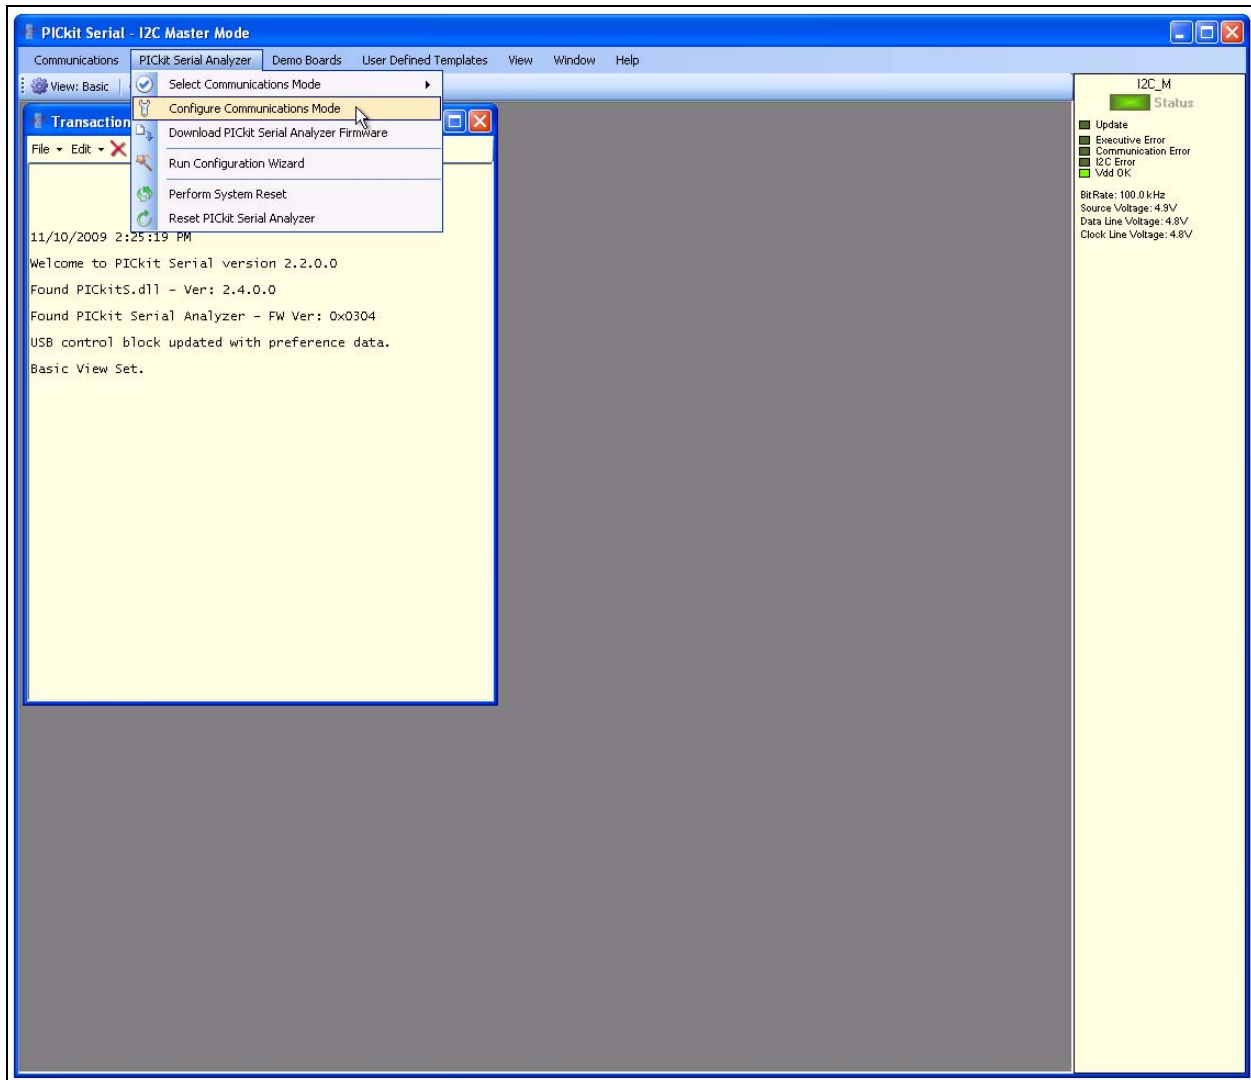 PICkit Serial - I2C Master Mode
Communications PICkit Serial Analyzer Demo Boards User Defined Templates View Window Help
View: Basic
Select Communications Mode
Configure Communications Mode
Download PICkit Serial Analyzer Firmware
Run Configuration Wizard
Perform System Reset
Reset PICkit Serial Analyzer
Transaction
File Edit
11/10/2009 2:25:19 PM
Welcome to PICkit Serial version 2.2.0.0
Found PICkitS.dll - Ver: 2.4.0.0
Found PICkit Serial Analyzer - FW Ver: 0x0304
USB control block updated with preference data.
Basic View Set.
I2C_M
Status
Update
Executive Error
Communication Error
I2C Error
Vdd OK
BitRate: 100.0 kHz
Source Voltage: 4.9V
Data Line Voltage: 4.8V
Clock Line Voltage: 4.8V